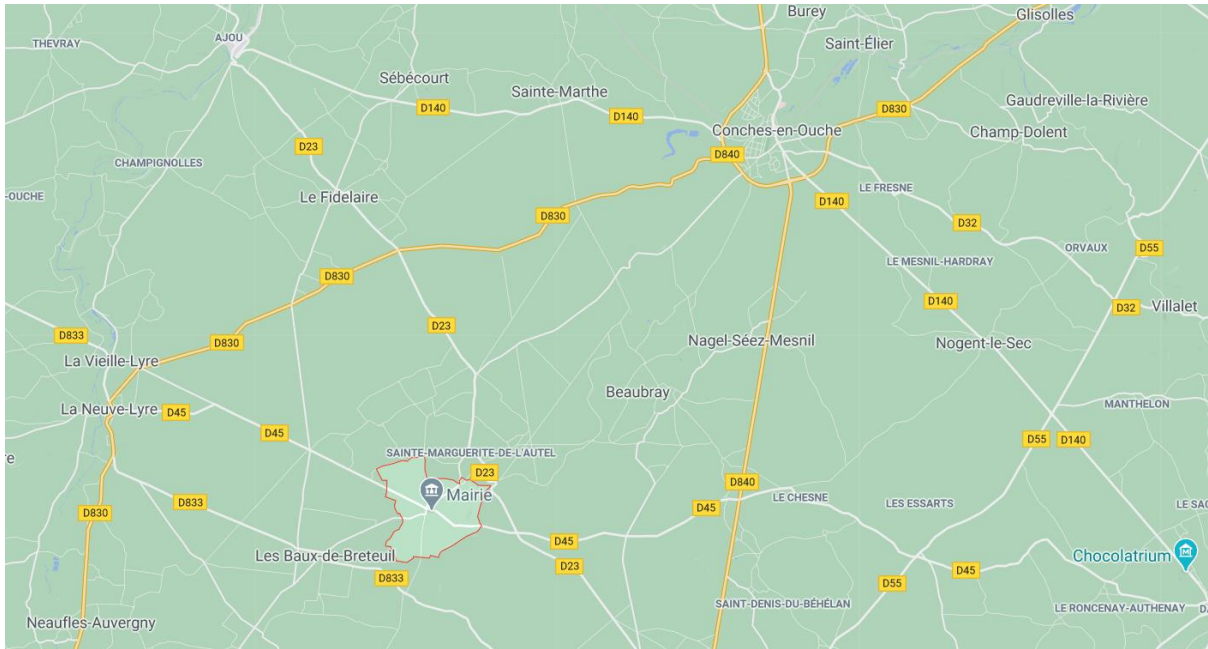 Burey
Glisolles
THEVRAY
AJOU
Saint-Élier
Sébécourt
Sainte-Marthe
Gaudreville-la-Rivière
D140
D140
D830
Conches-en-Ouche
Champ-Dolent
D23
D840
CHAMPIGNOLLES
LE FRESNE
-OUCHE
Le Fidelaire
D140
D830
D32
ORVAUX
D55
LE MESNIL-HARDRAY
D830
D140
D32
Villalet
D23
D833
D830
Nagel-Séez-Mesnil
Nogent-le-Sec
La Vieille-Lyre
Beaubray
La Neuve-Lyre
D45
MANTHELON
D45
D55
D140
SAINTE-MARGUERITE-DE-L'AUTEL
re
D23
D840
Mairie
LE CHESNE
D833
D45
LES ESSARTS
LE SAC
D830
D45
Les Baux-de-Breteuil
Chocolatrium
D23
D45
D833
D55
SAINT-DENIS-DU-BÉHÉLAN
LE RONCENAY-AUTHENAY
Neaufles-Auvergny